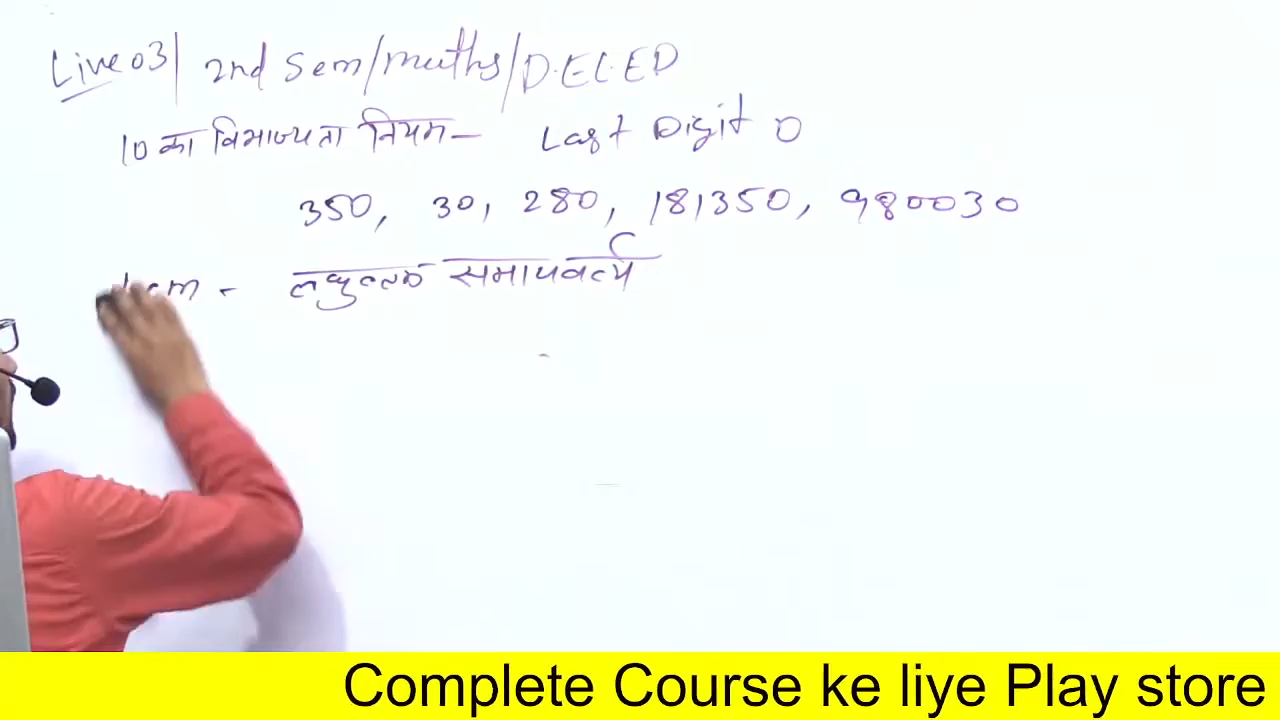 Live 03| 2nd Sem/maths/D.EL.ED
10 का विभाज्यता नियम- Last Digit 0
350, 30, 280, 181350, 980030
- लघुत्तम समापवर्त्य
Complete Course ke liye Play store